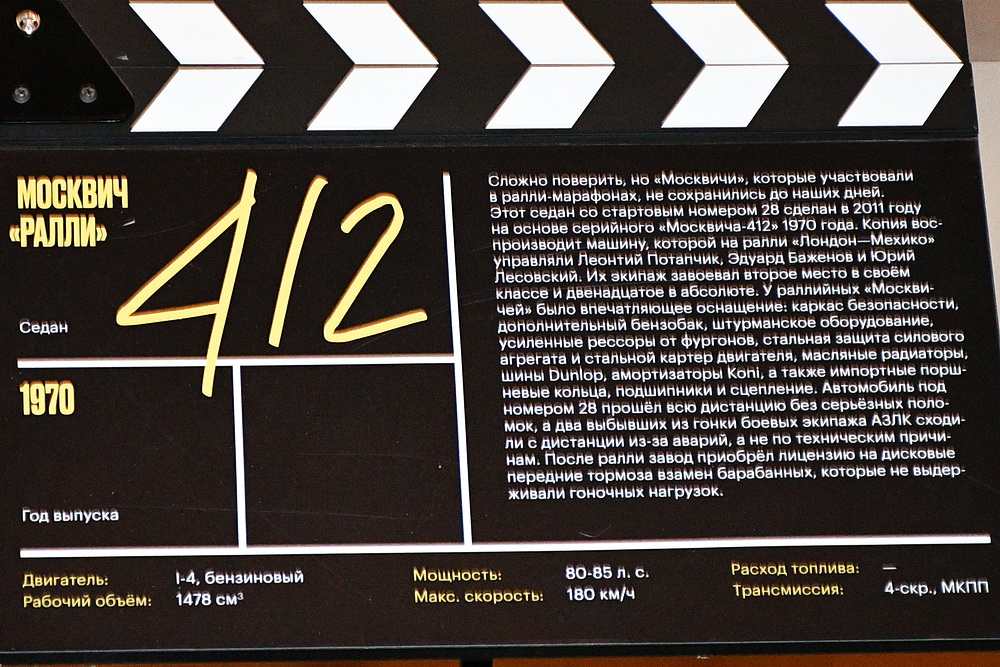 МОСКВИЧ
«РАЛЛИ»
412
Седан
1970
Год выпуска
Сложно поверить, но «Москвичи», которые участвовали
в ралли-марафонах, не сохранились до наших дней.
Этот седан со стартовым номером 28 сделан в 2011 году
на основе серийного «Москвича-412» 1970 года. Копия вос-
производит машину, которой на ралли «Лондон—Мехико»
управляли Леонтий Потапчик, Эдуард Баженов и Юрий
Лесовский. Их экипаж завоевал второе место в своём
классе и двенадцатое в абсолюте. У раллийных «Москви-
чей» было впечатляющее оснащение: каркас безопасности,
дополнительный бензобак, штурманское оборудование,
усиленные рессоры от фургонов, стальная защита силового
агрегата и стальной картер двигателя, масляные радиаторы,
шины Dunlop, амортизаторы Koni, а также импортные порш-
невые кольца, подшипники и сцепление. Автомобиль под
номером 28 прошёл всю дистанцию без серьёзных поло-
мок, а два выбывших из гонки боевых экипажа АЗЛК сходи-
ли с дистанции из-за аварий, а не по техническим причи-
нам. После ралли завод приобрёл лицензию на дисковые
передние тормоза взамен барабанных, которые не выдер-
живали гоночных нагрузок.
Двигатель: I-4, бензиновый
Рабочий объём: 1478 см³
Мощность: 80-85 л. с.
Макс. скорость: 180 км/ч
Расход топлива: —
Трансмиссия: 4-скр., МКПП